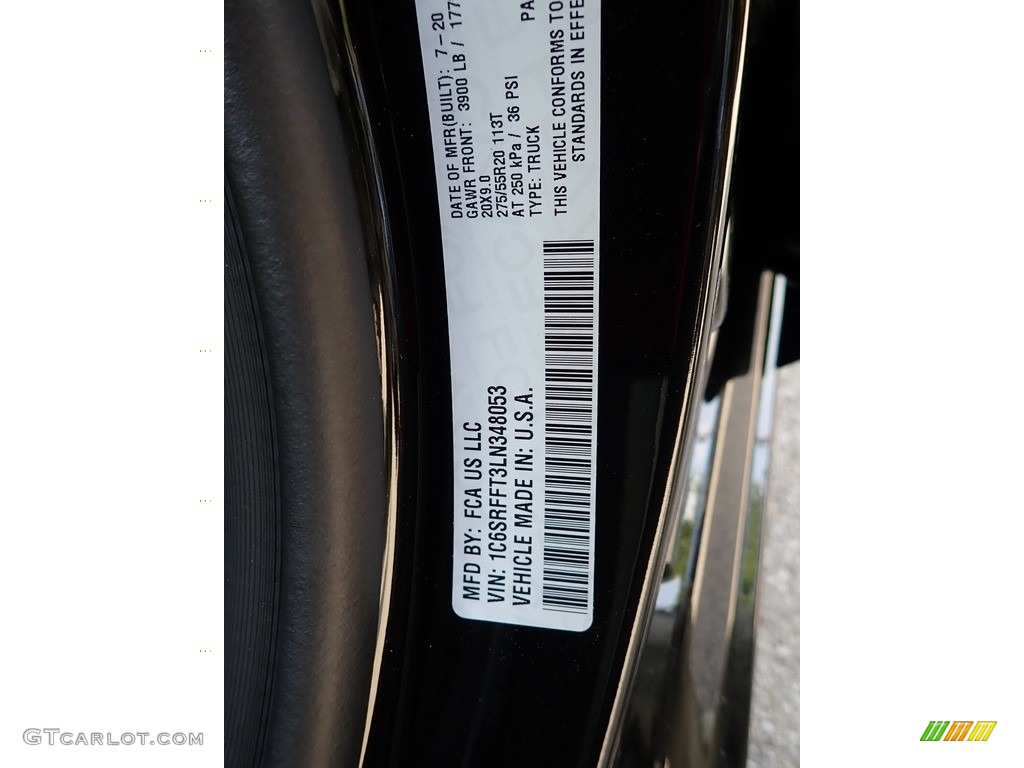 MFD BY: FCA US LLC
VIN: 1C6SRFFT3LN348053
VEHICLE MADE IN: U.S.A.
DATE OF MFR(BUILT): 7-20
GAWR FRONT: 3900 LB / 177
20X9.0
275/55R20 113T
AT 250 kPa / 36 PSI
TYPE: TRUCK
PA
THIS VEHICLE CONFORMS TO
STANDARDS IN EFFE
GTCARLOT.COM